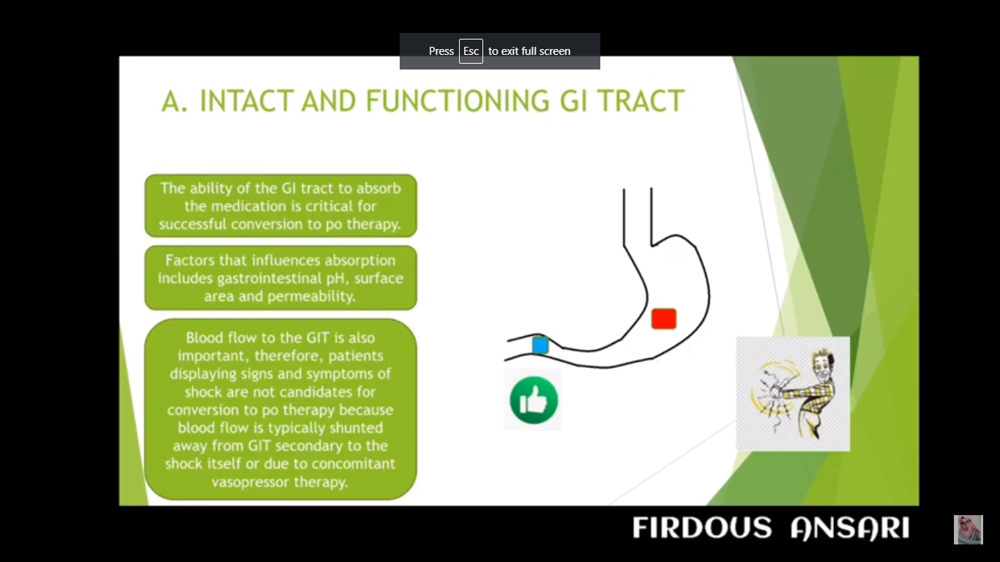 Press Esc to exit full screen
A. INTACT AND FUNCTIONING GI TRACT
The ability of the GI tract to absorb
the medication is critical for
successful conversion to po therapy.
Factors that influences absorption
includes gastrointestinal pH, surface
area and permeability.
Blood flow to the GIT is also
important, therefore, patients
displaying signs and symptoms of
shock are not candidates for
conversion to po therapy because
blood flow is typically shunted
away from GIT secondary to the
shock itself or due to concomitant
vasopressor therapy.
FIRDOUS ANSARI